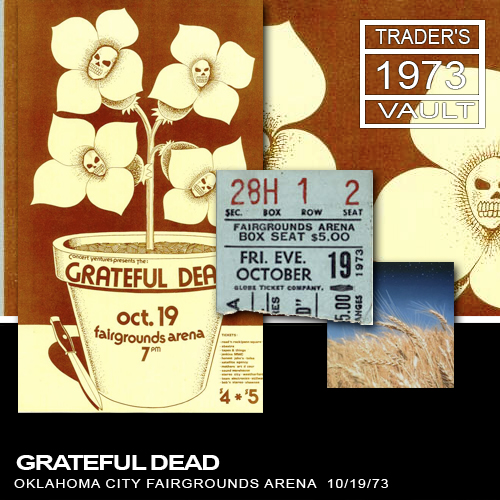 TRADER'S
1973
VAULT
concert ventures presents the:
GRATEFUL DEAD
oct. 19
fairgrounds arena
7pm
TICKETS:
$4 * $5
28H 1 2
SEC. BOX ROW SEAT
FAIRGROUNDS ARENA
BOX SEAT $5.00
FRI. EVE.
OCTOBER 19 1973
GLOBE TICKET COMPANY.
GRATEFUL DEAD
OKLAHOMA CITY FAIRGROUNDS ARENA 10/19/73